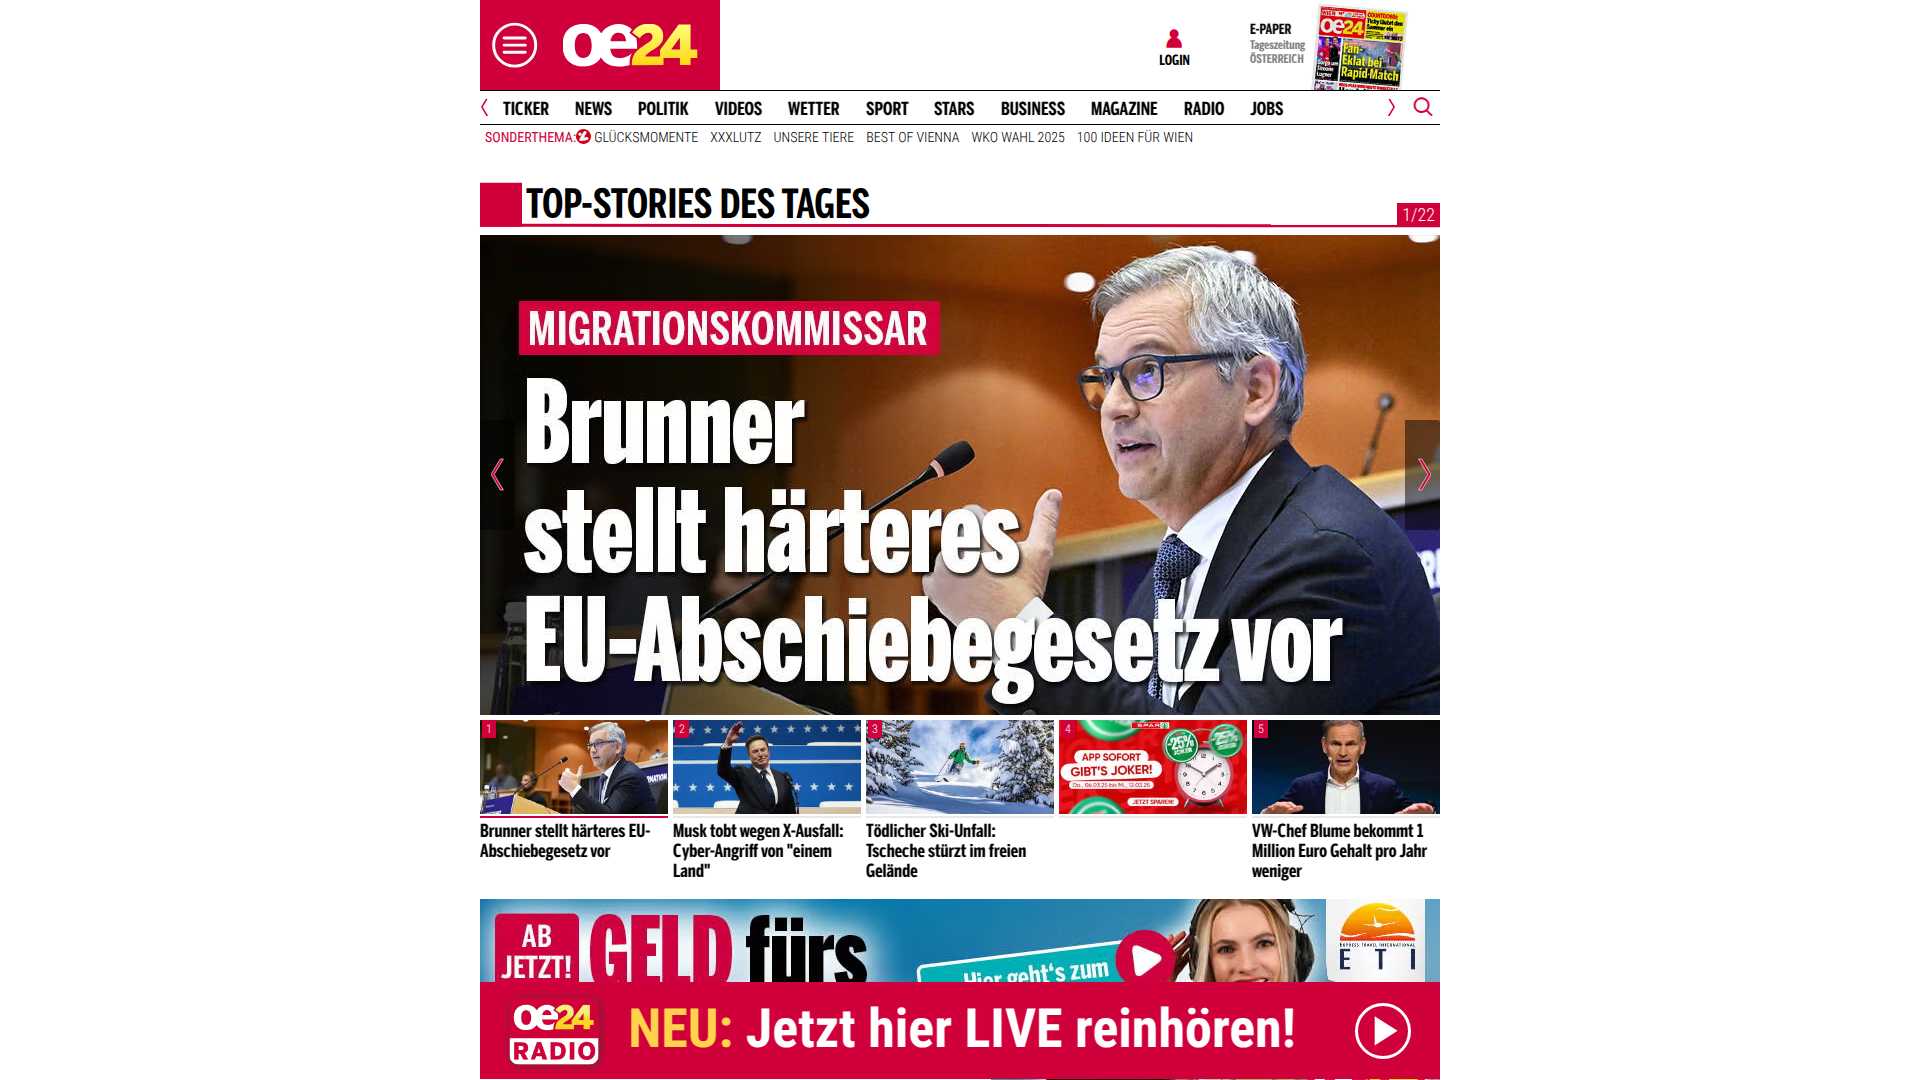 oe24
LOGIN
E-PAPER
Tageszeitung
ÖSTERREICH
oe24
Fan-
Eklat bei
Rapid-Match
TICKER NEWS POLITIK VIDEOS WETTER SPORT STARS BUSINESS MAGAZINE RADIO JOBS
SONDERTHEMA: GLÜCKSMOMENTE XXXLUTZ UNSERE TIERE BEST OF VIENNA WKO WAHL 2025 100 IDEEN FÜR WIEN
TOP-STORIES DES TAGES
1/22
MIGRATIONSKOMMISSAR
Brunner
stellt härteres
EU-Abschiebegesetz vor
1
2
3
4
5
SPAR
-25%
-25%
APP SOFORT
GIBT'S JOKER!
JETZT SPAREN!
Brunner stellt härteres EU-
Abschiebegesetz vor
Musk tobt wegen X-Ausfall:
Cyber-Angriff von "einem
Land"
Tödlicher Ski-Unfall:
Tscheche stürzt im freien
Gelände
VW-Chef Blume bekommt 1
Million Euro Gehalt pro Jahr
weniger
AB
JETZT!
GELD fürs
Hier geht's zum
EXPRESS TRAVEL INTERNATIONAL
ETI
oe24
RADIO
NEU: Jetzt hier LIVE reinhören!